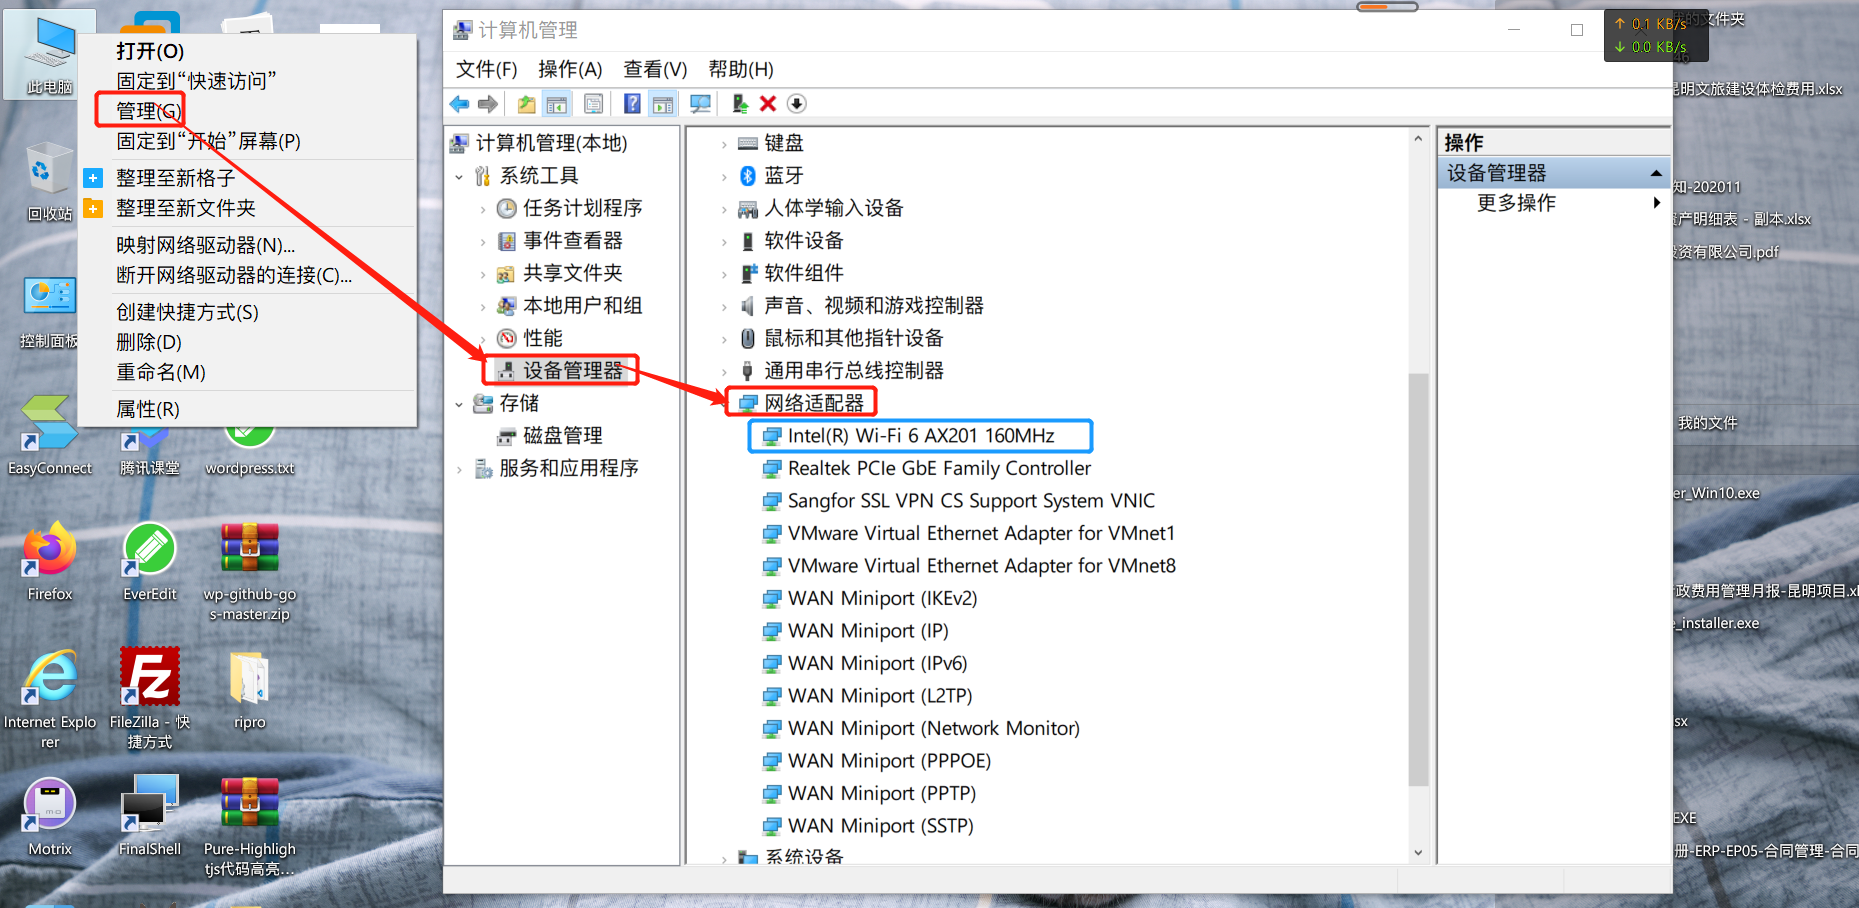 此电脑
回收站
控制面板
EasyConnect
腾讯课堂
wordpress.txt
Firefox
EverEdit
wp-github-go
s-master.zip
Internet Explo
rer
FileZilla - 快
捷方式
ripro
Motrix
FinalShell
Pure-Highligh
tjs代码高亮...
打开(O)
固定到“快速访问”
管理(G)
固定到“开始”屏幕(P)
整理至新格子
整理至新文件夹
映射网络驱动器(N)...
断开网络驱动器的连接(C)...
创建快捷方式(S)
删除(D)
重命名(M)
属性(R)
计算机管理
文件(F) 操作(A) 查看(V) 帮助(H)
计算机管理(本地)
系统工具
任务计划程序
事件查看器
共享文件夹
本地用户和组
性能
设备管理器
存储
磁盘管理
服务和应用程序
键盘
蓝牙
人体学输入设备
软件设备
软件组件
声音、视频和游戏控制器
鼠标和其他指针设备
通用串行总线控制器
网络适配器
Intel(R) Wi-Fi 6 AX201 160MHz
Realtek PCIe GbE Family Controller
Sangfor SSL VPN CS Support System VNIC
VMware Virtual Ethernet Adapter for VMnet1
VMware Virtual Ethernet Adapter for VMnet8
WAN Miniport (IKEv2)
WAN Miniport (IP)
WAN Miniport (IPv6)
WAN Miniport (L2TP)
WAN Miniport (Network Monitor)
WAN Miniport (PPPOE)
WAN Miniport (PPTP)
WAN Miniport (SSTP)
系统设备
操作
设备管理器
更多操作
↑ 0.1 KB/s
↓ 0.0 KB/s
我的文件夹
昆明文旅建设体检费用.xlsx
知-202011
资产明细表 - 副本.xlsx
投资有限公司.pdf
我的文件
er_Win10.exe
政费用管理月报-昆明项目.xl
e_installer.exe
sx
EXE
册-ERP-EP05-合同管理-合同